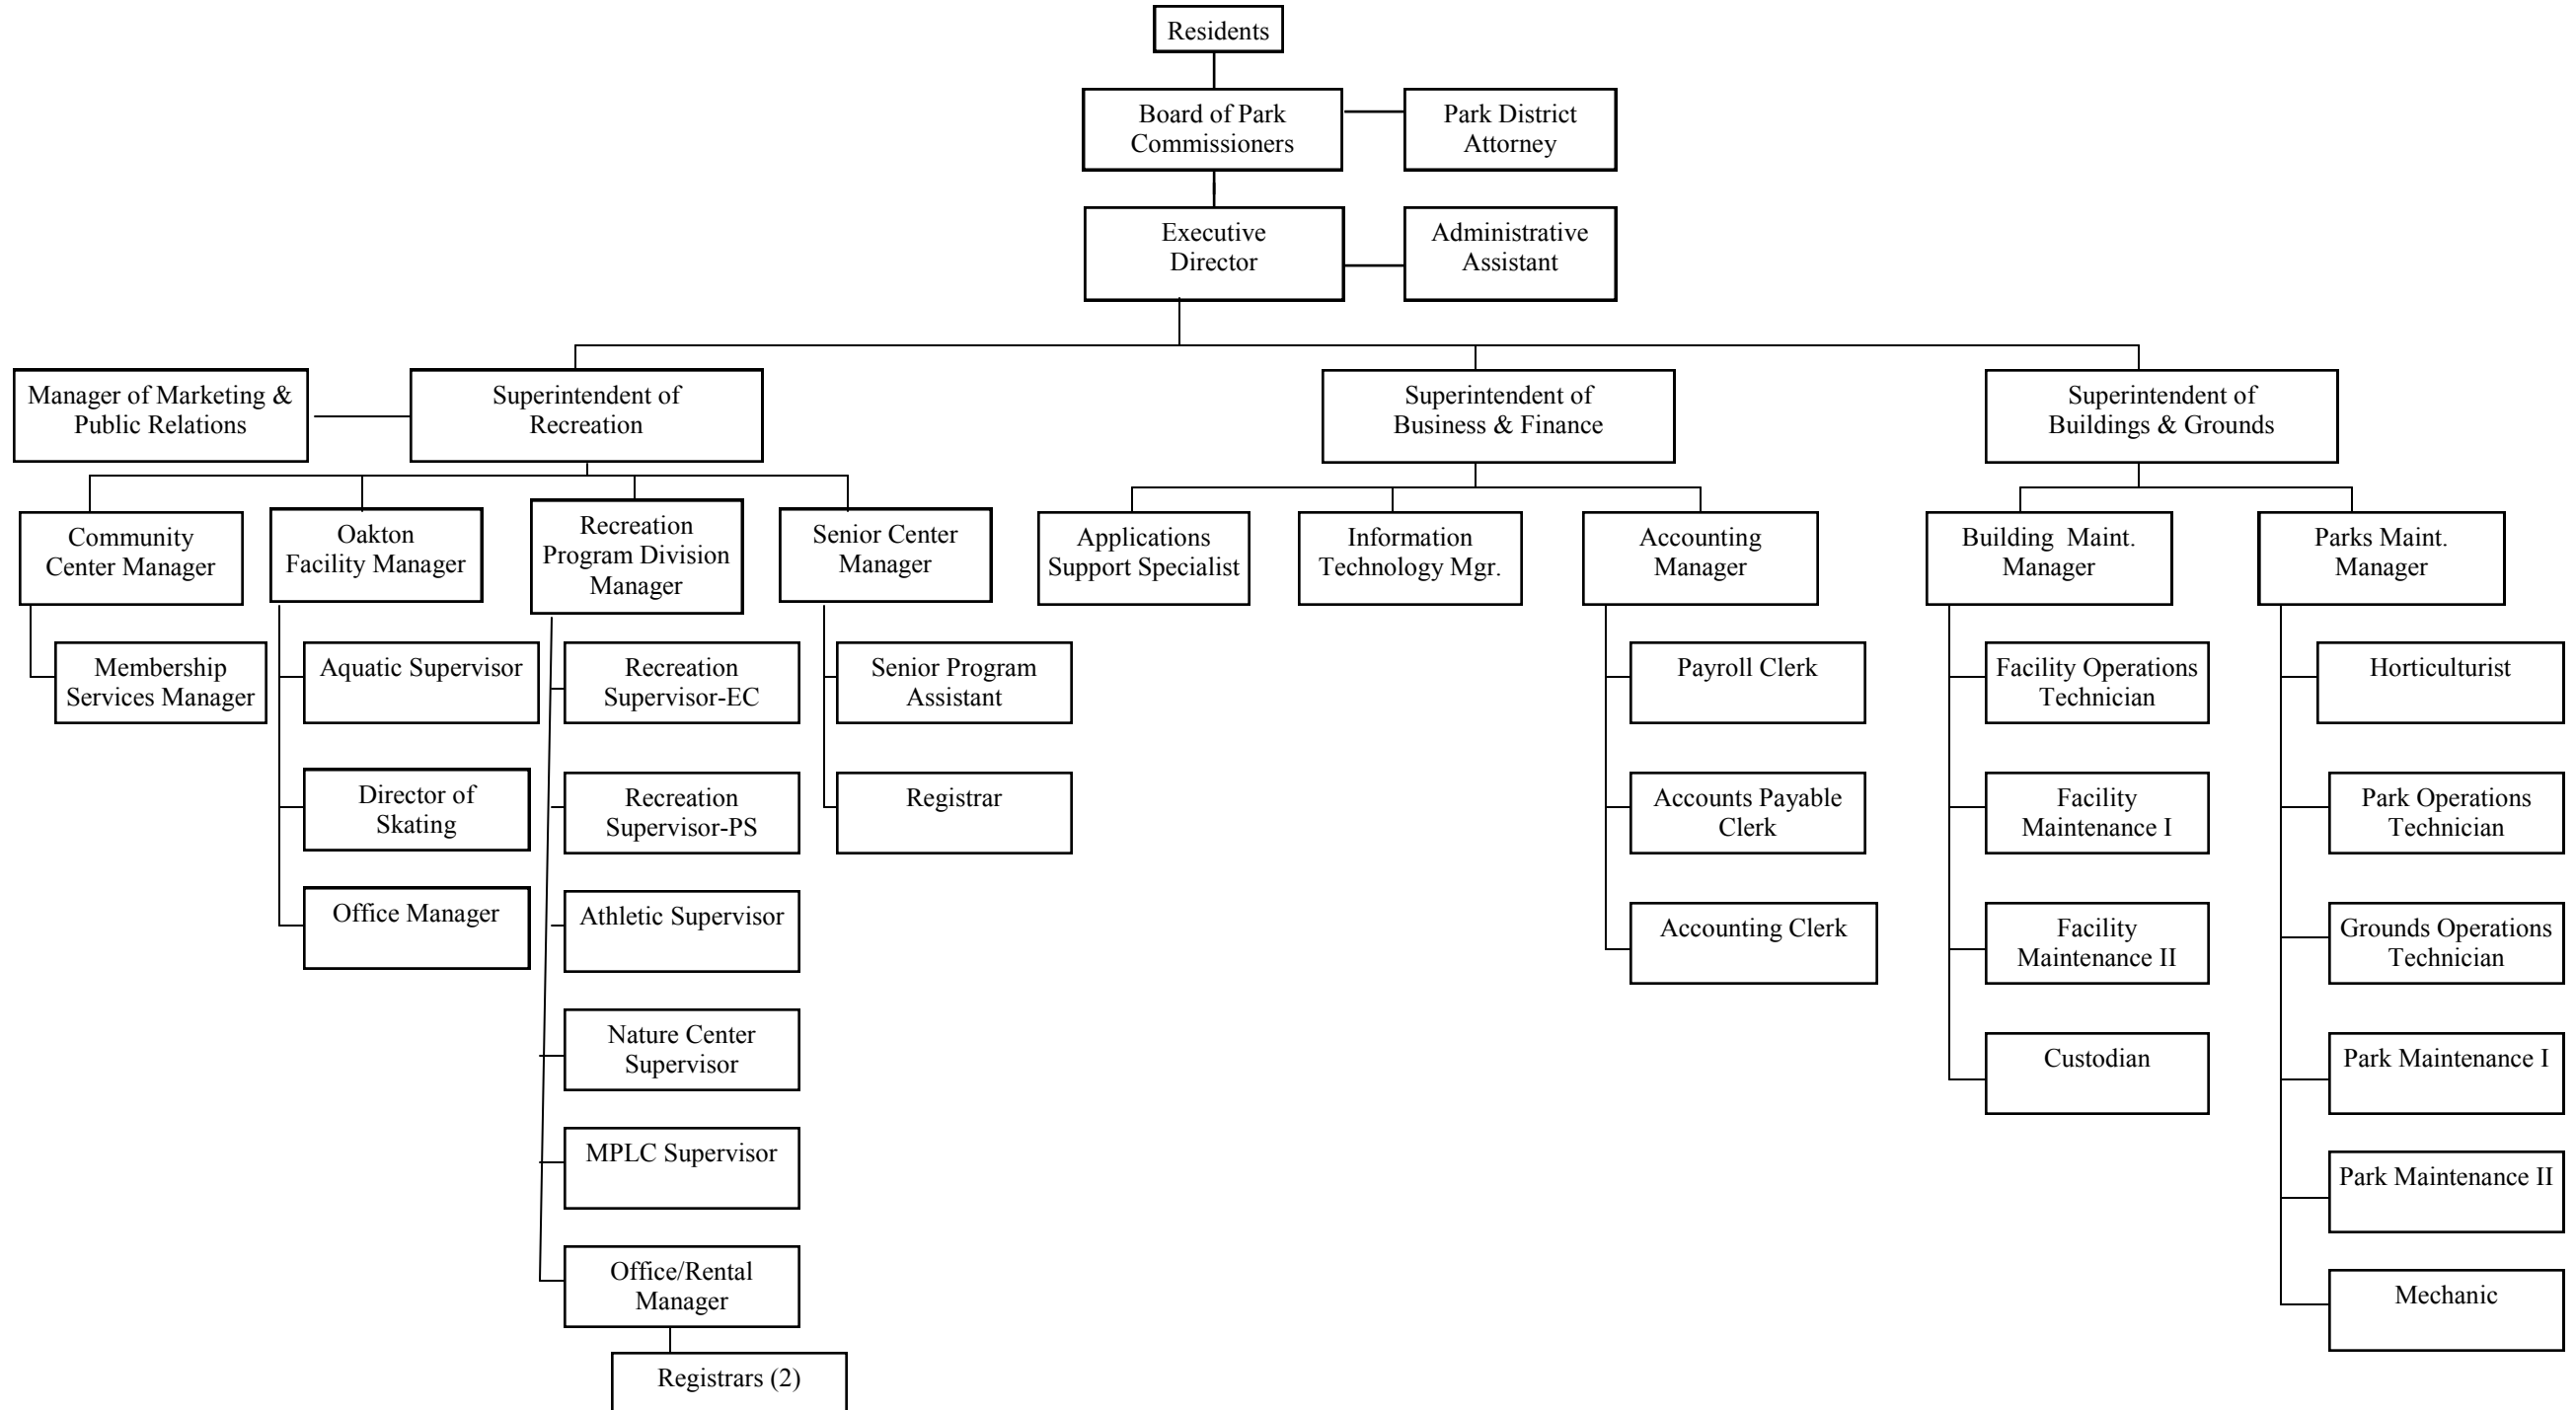 Residents
Board of Park
Commissioners
Park District
Attorney
Executive
Director
Administrative
Assistant
Manager of Marketing &
Public Relations
Superintendent of
Recreation
Superintendent of
Business & Finance
Superintendent of
Buildings & Grounds
Community
Center Manager
Oakton
Facility Manager
Recreation
Program Division
Manager
Senior Center
Manager
Applications
Support Specialist
Information
Technology Mgr.
Accounting
Manager
Building  Maint.
Manager
Parks Maint.
Manager
Membership
Services Manager
Aquatic Supervisor
Recreation
Supervisor-EC
Senior Program
Assistant
Payroll Clerk
Facility Operations
Technician
Horticulturist
Director of
Skating
Recreation
Supervisor-PS
Registrar
Accounts Payable
Clerk
Facility
Maintenance I
Park Operations
Technician
Office Manager
Athletic Supervisor
Accounting Clerk
Facility
Maintenance II
Grounds Operations
Technician
Nature Center
Supervisor
Custodian
Park Maintenance I
MPLC Supervisor
Park Maintenance II
Office/Rental
Manager
Mechanic
Registrars (2)